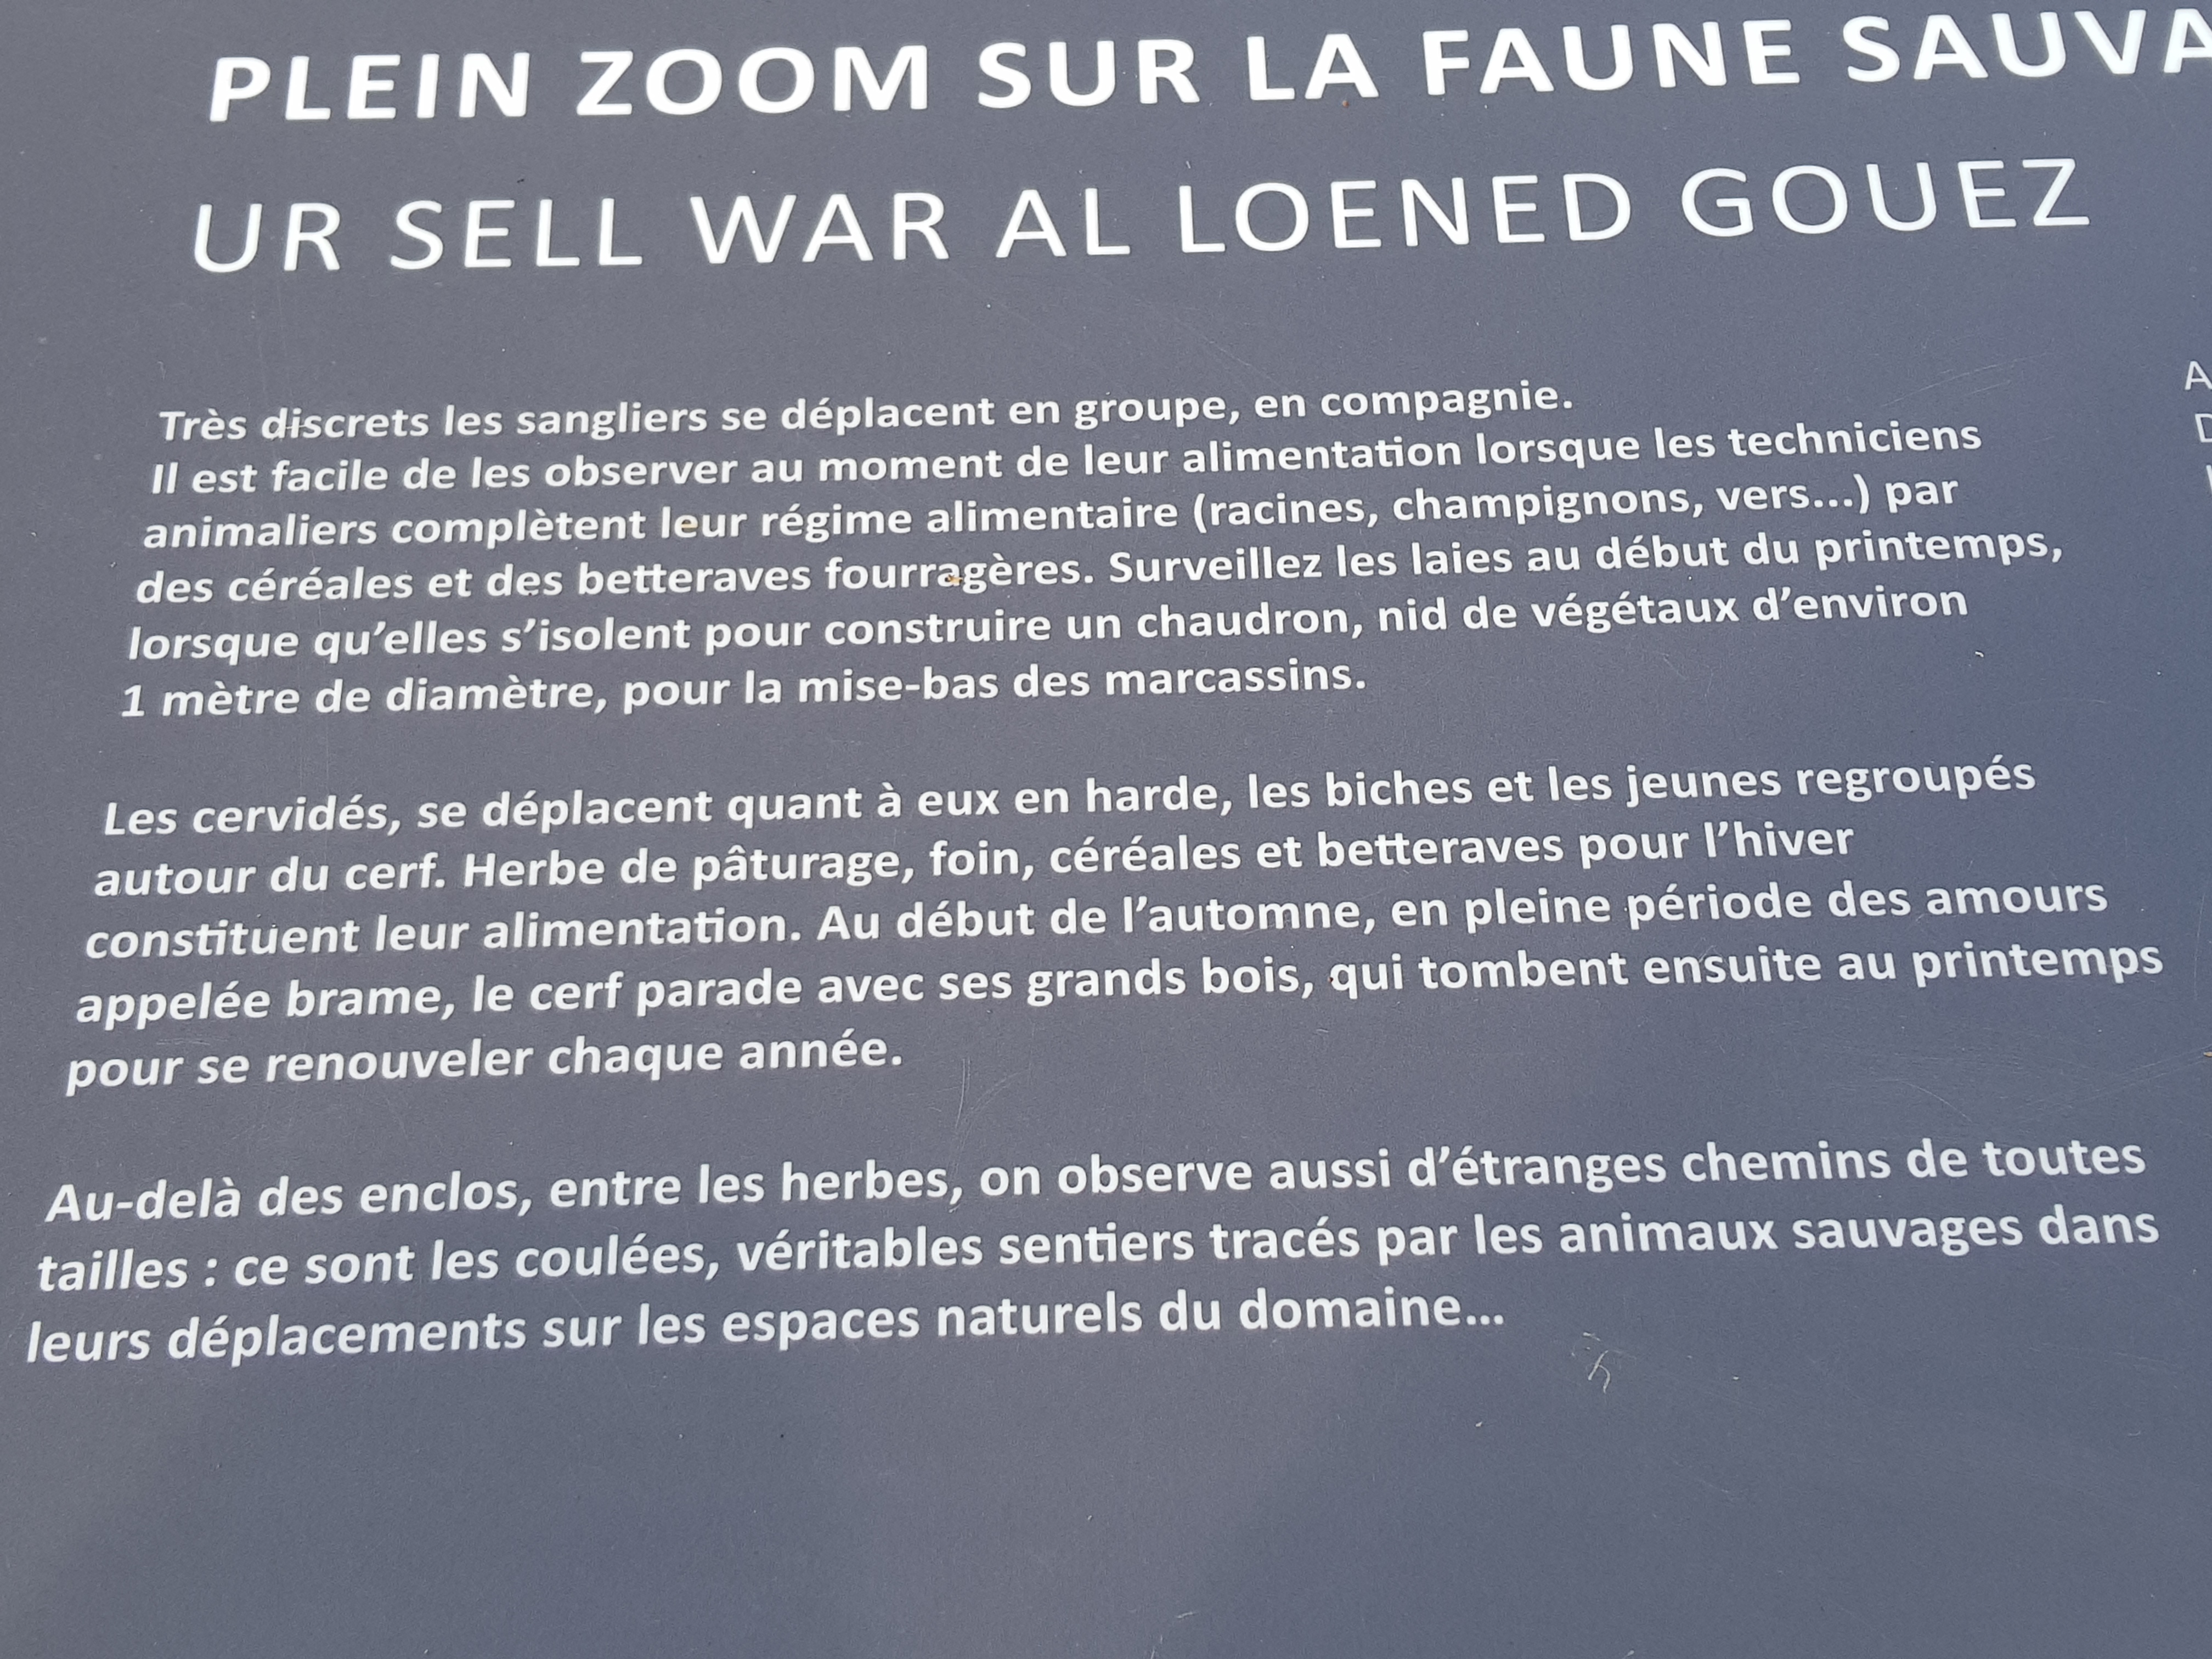 PLEIN ZOOM SUR LA FAUNE
UR SELL WAR AL LOENED GOUEZ
Très discrets les sangliers se déplacent en groupe, en compagnie.
Il est facile de les observer au moment de leur alimentation lorsque les techniciens
animaliers complètent leur régime alimentaire (racines, champignons, vers...) par
des céréales et des betteraves fourragères. Surveillez les laies au début du printemps,
lorsque qu’elles s’isolent pour construire un chaudron, nid de végétaux d’environ
1 mètre de diamètre, pour la mise-bas des marcassins.
Les cervidés, se déplacent quant à eux en harde, les biches et les jeunes regroupés
autour du cerf. Herbe de pâturage, foin, céréales et betteraves pour l’hiver
constituent leur alimentation. Au début de l’automne, en pleine période des amours
appelée brame, le cerf parade avec ses grands bois, qui tombent ensuite au printemps
pour se renouveler chaque année.
Au-delà des enclos, entre les herbes, on observe aussi d’étranges chemins de toutes
tailles : ce sont les coulées, véritables sentiers tracés par les animaux sauvages dans
leurs déplacements sur les espaces naturels du domaine...